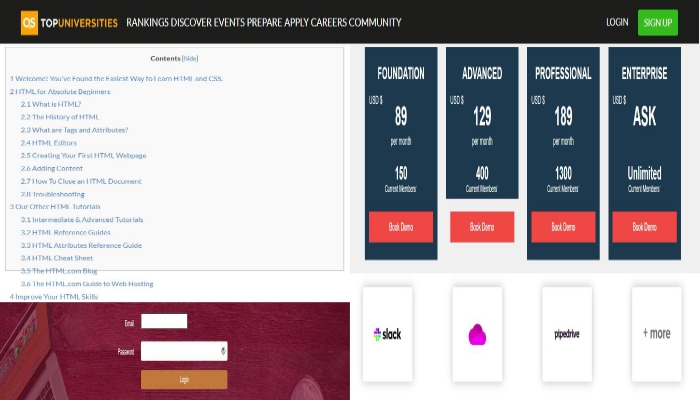 QS TOPUNIVERSITIES RANKINGS DISCOVER EVENTS PREPARE APPLY CAREERS COMMUNITY LOGIN SIGN UP
Contents [hide]
1 Welcome! You've Found the Easiest Way to Learn HTML and CSS.
2 HTML for Absolute Beginners
2.1 What is HTML?
2.2 The History of HTML
2.3 What are Tags and Attributes?
2.4 HTML Editors
2.5 Creating Your First HTML Webpage
2.6 Adding Content
2.7 How To Close an HTML Document
2.8 Troubleshooting
3 Our Other HTML Tutorials
3.1 Intermediate & Advanced Tutorials
3.2 HTML Reference Guides
3.3 HTML Attributes Reference Guide
3.4 HTML Cheat Sheet
3.5 The HTML.com Blog
3.6 The HTML.com Guide to Web Hosting
4 Improve Your HTML Skills
Email
Password
Login
FOUNDATION ADVANCED PROFESSIONAL ENTERPRISE
USD $ USD $ USD $ USD $
89 129 189 ASK
per month per month per month
150 400 1300 Unlimited
Current Members* Current Members* Current Members* Current Members*
Book Demo Book Demo Book Demo Book Demo
slack pipedrive + more